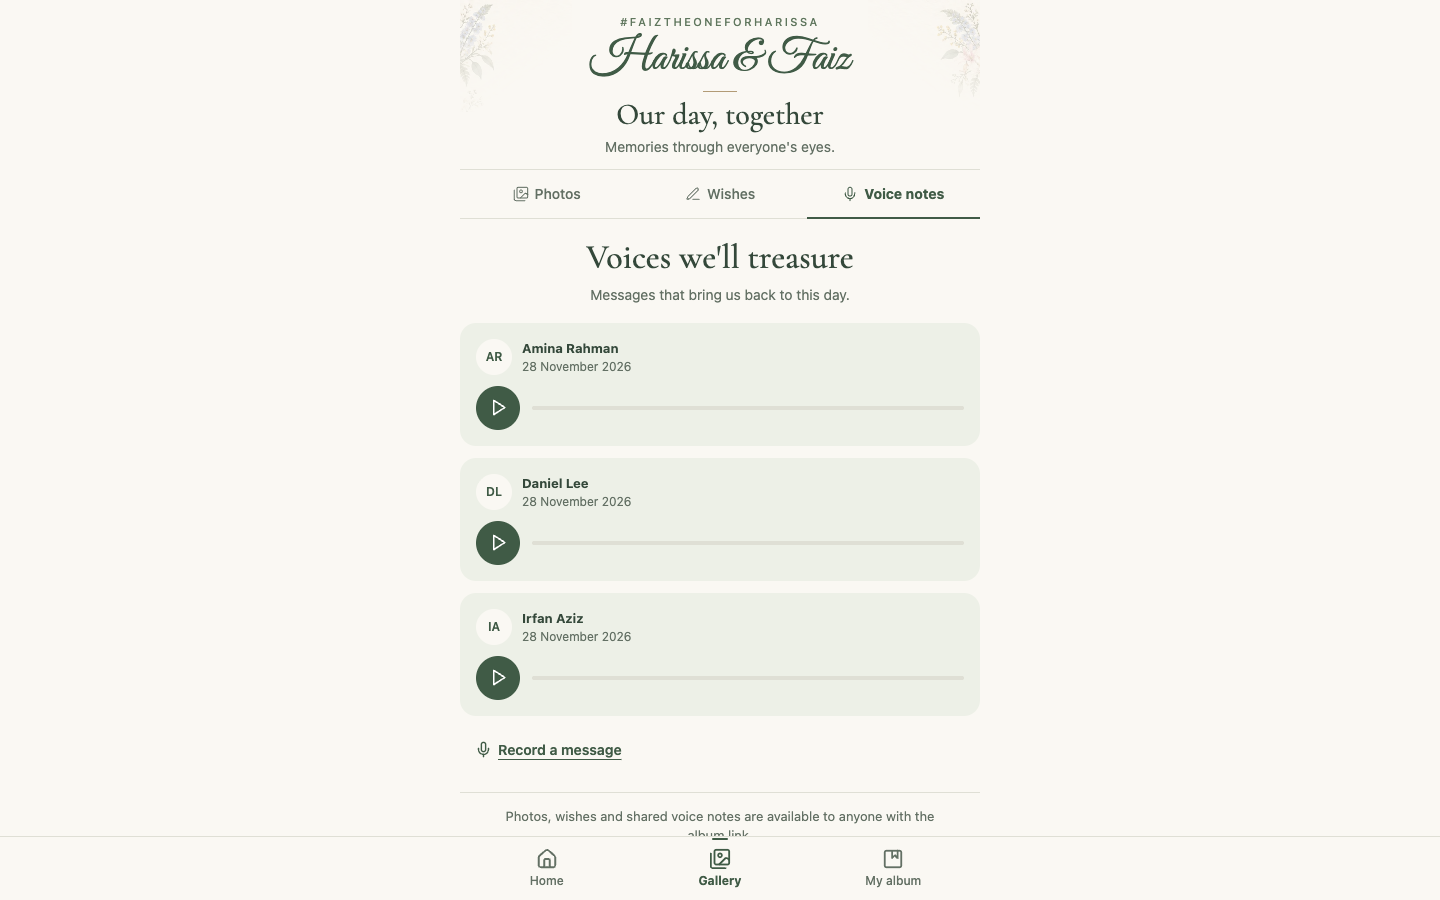 #FAIZTHEONEFORHARISSA
Harissa & Faiz
Our day, together
Memories through everyone's eyes.
Photos
Wishes
Voice notes
Voices we'll treasure
Messages that bring us back to this day.
AR
Amina Rahman
28 November 2026
DL
Daniel Lee
28 November 2026
IA
Irfan Aziz
28 November 2026
Record a message
Photos, wishes and shared voice notes are available to anyone with the
album link.
Home
Gallery
My album